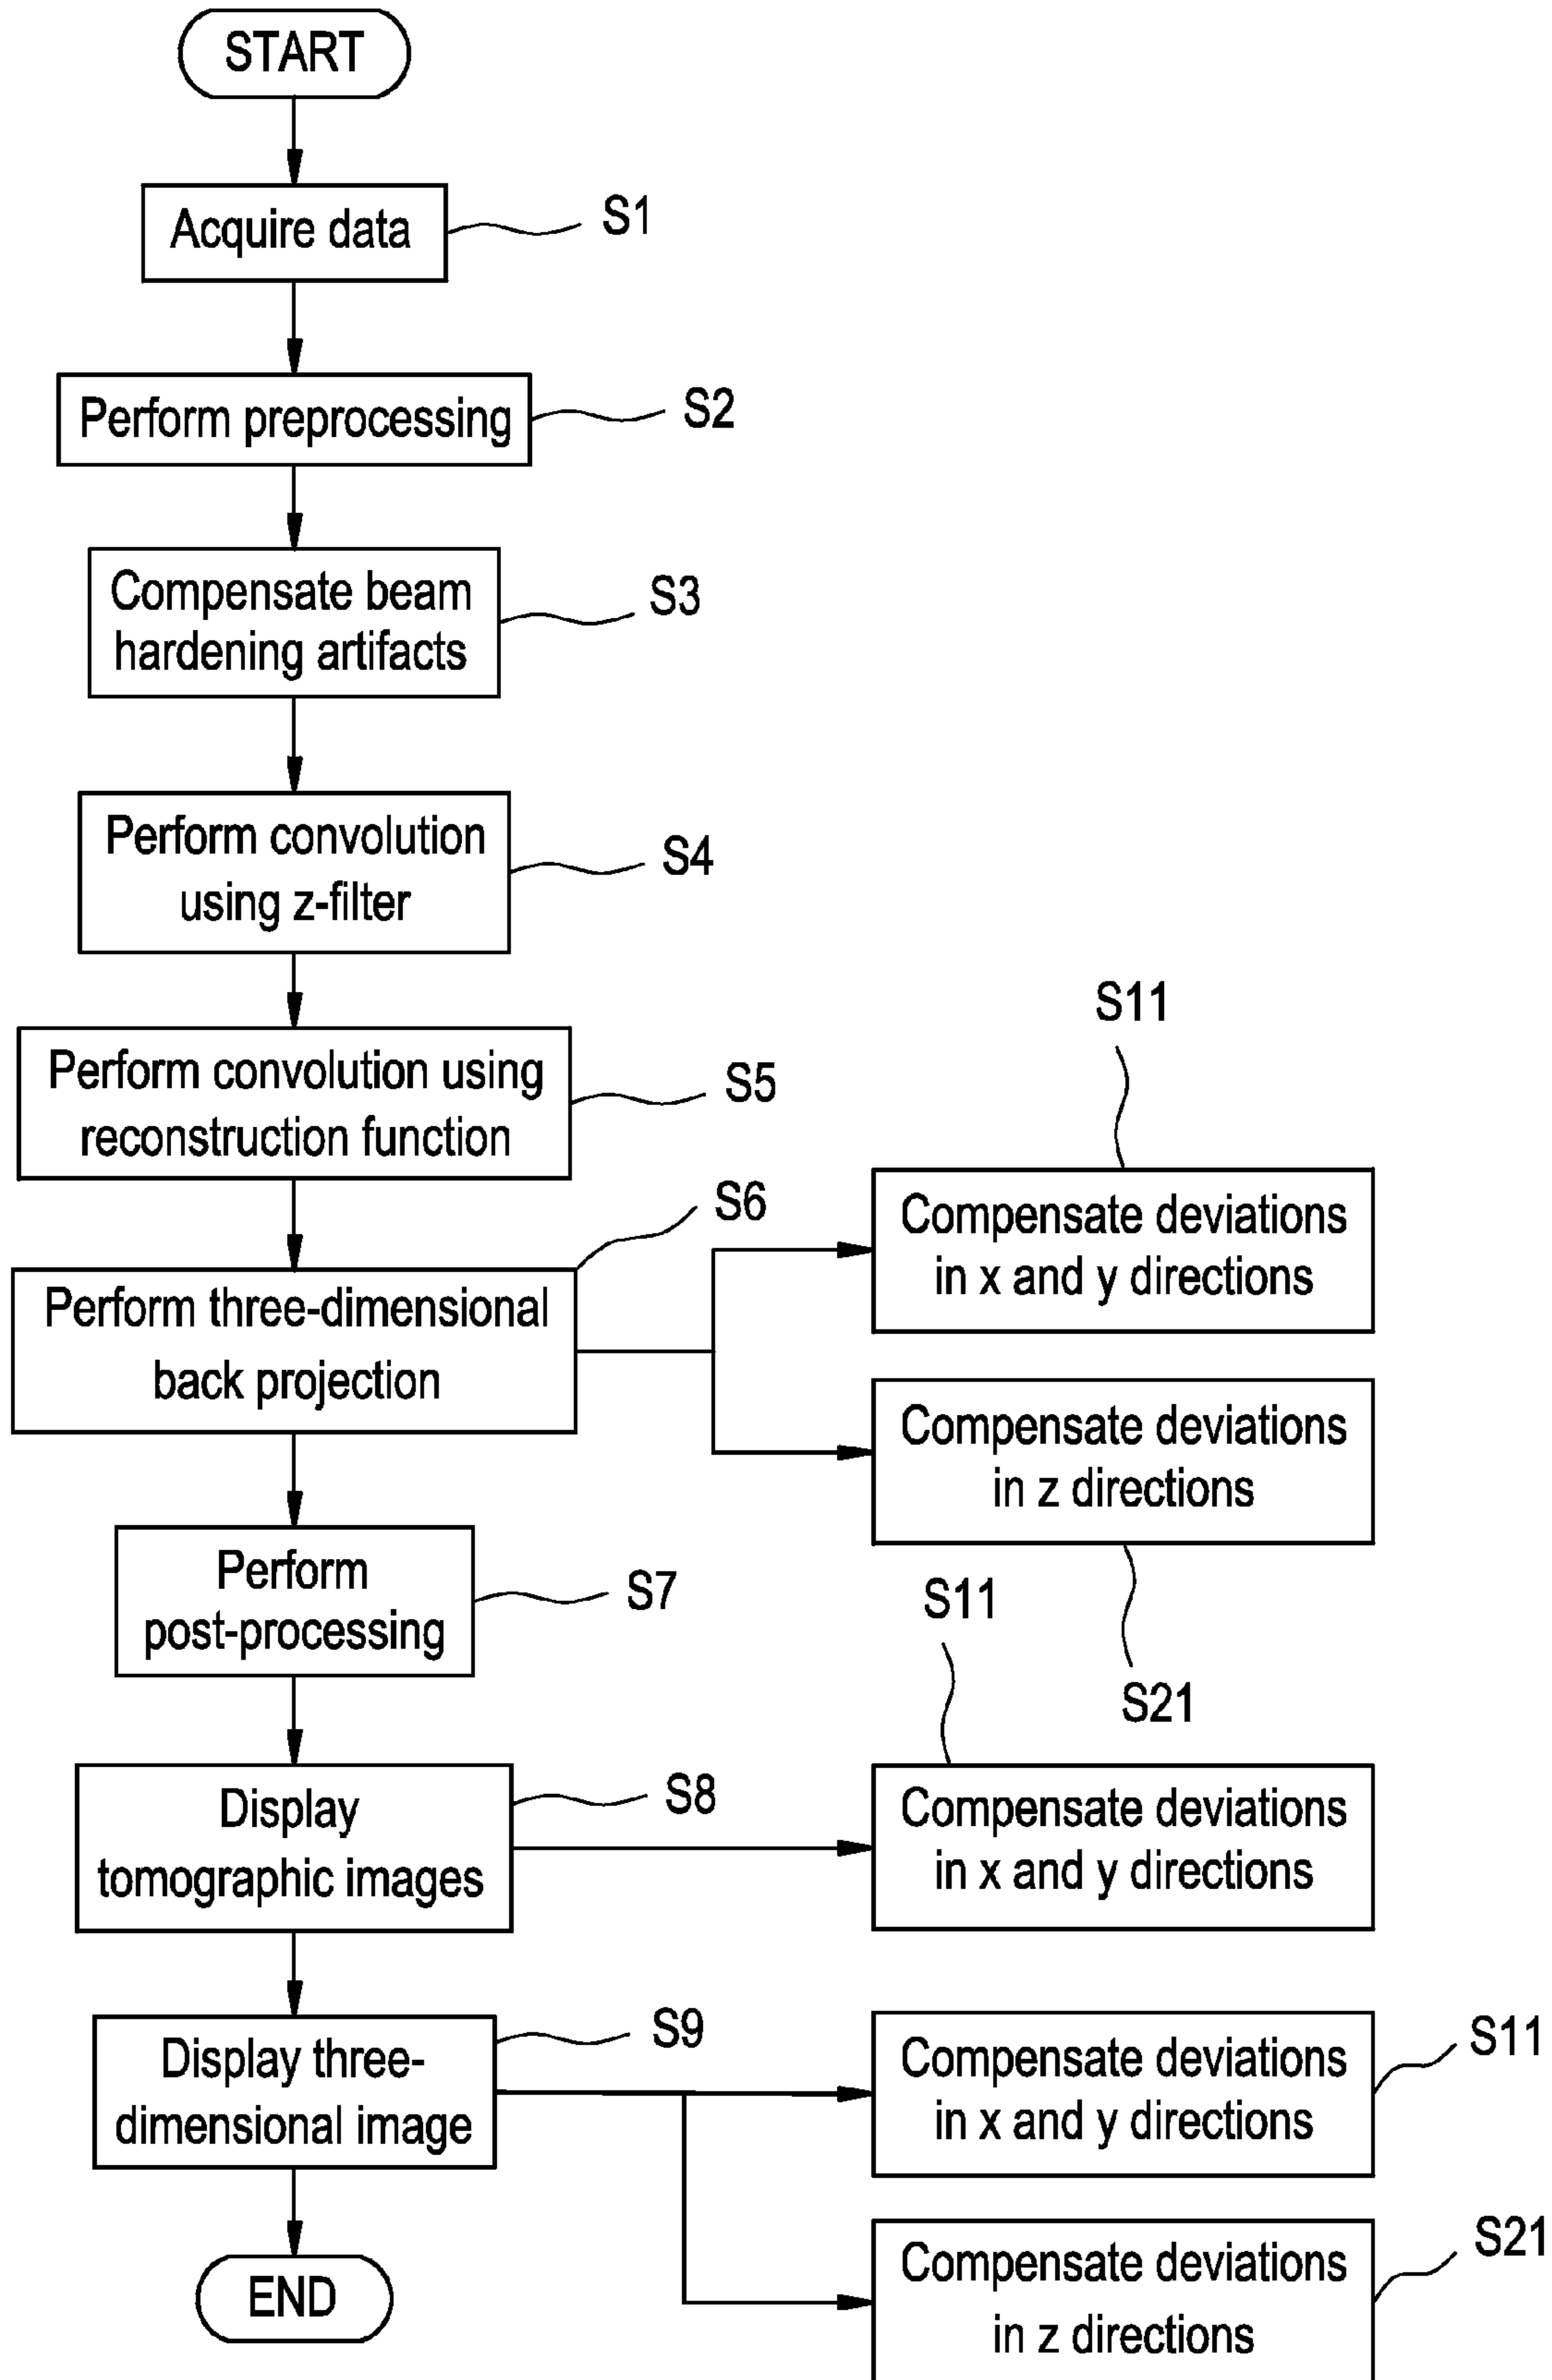 START
Acquire data
S1
Perform preprocessing
S2
Compensate beam
hardening artifacts
S3
Perform convolution
using z-filter
S4
Perform convolution using
reconstruction function
S5
Perform three-dimensional
back projection
S6
S11
Compensate deviations
in x and y directions
Compensate deviations
in z directions
S21
Perform
post-processing
S7
Display
tomographic images
S8
S11
Compensate deviations
in x and y directions
Display three-
dimensional image
S9
Compensate deviations
in x and y directions
S11
Compensate deviations
in z directions
S21
END